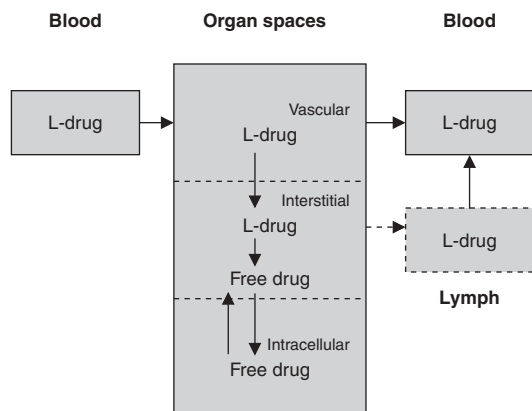 Blood
Organ spaces
Blood
L-drug
Vascular
L-drug
L-drug
Interstitial
L-drug
L-drug
Free drug
Lymph
Intracellular
Free drug